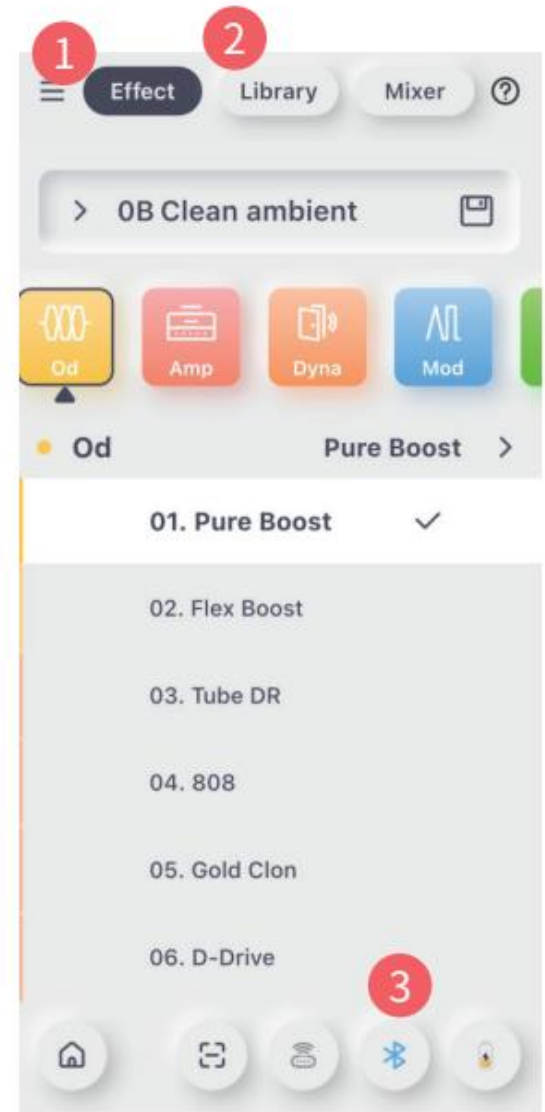 1
2
Effect Library Mixer ?
> 0B Clean ambient
Od Amp Dyna Mod
Od Pure Boost >
01. Pure Boost ✓
02. Flex Boost
03. Tube DR
04. 808
05. Gold Clon
06. D-Drive
3